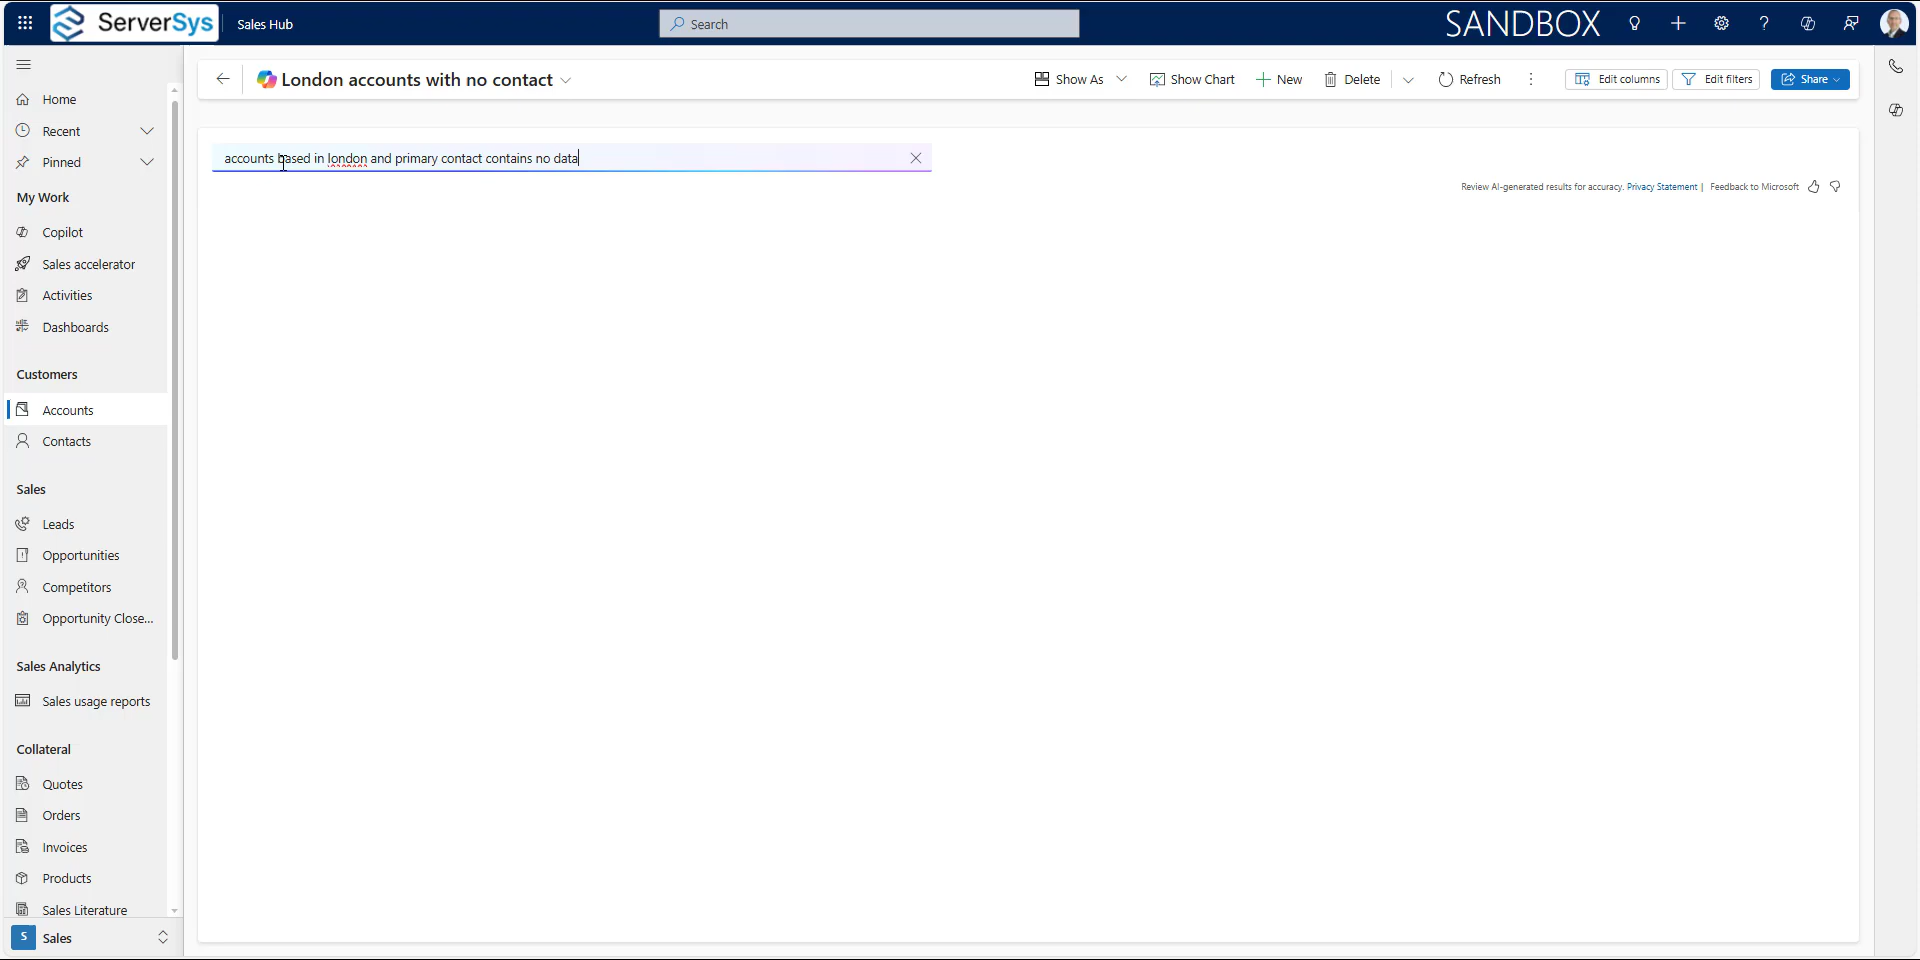 ServerSys
Sales Hub
Search
SANDBOX
London accounts with no contact
Show As
Show Chart
New
Delete
Refresh
Edit columns
Edit filters
Share
Home
Recent
Pinned
My Work
Copilot
Sales accelerator
Activities
Dashboards
Customers
Accounts
Contacts
Sales
Leads
Opportunities
Competitors
Opportunity Close...
Sales Analytics
Sales usage reports
Collateral
Quotes
Orders
Invoices
Products
Sales Literature
S Sales
accounts based in london and primary contact contains no data
Review AI-generated results for accuracy. Privacy Statement | Feedback to Microsoft